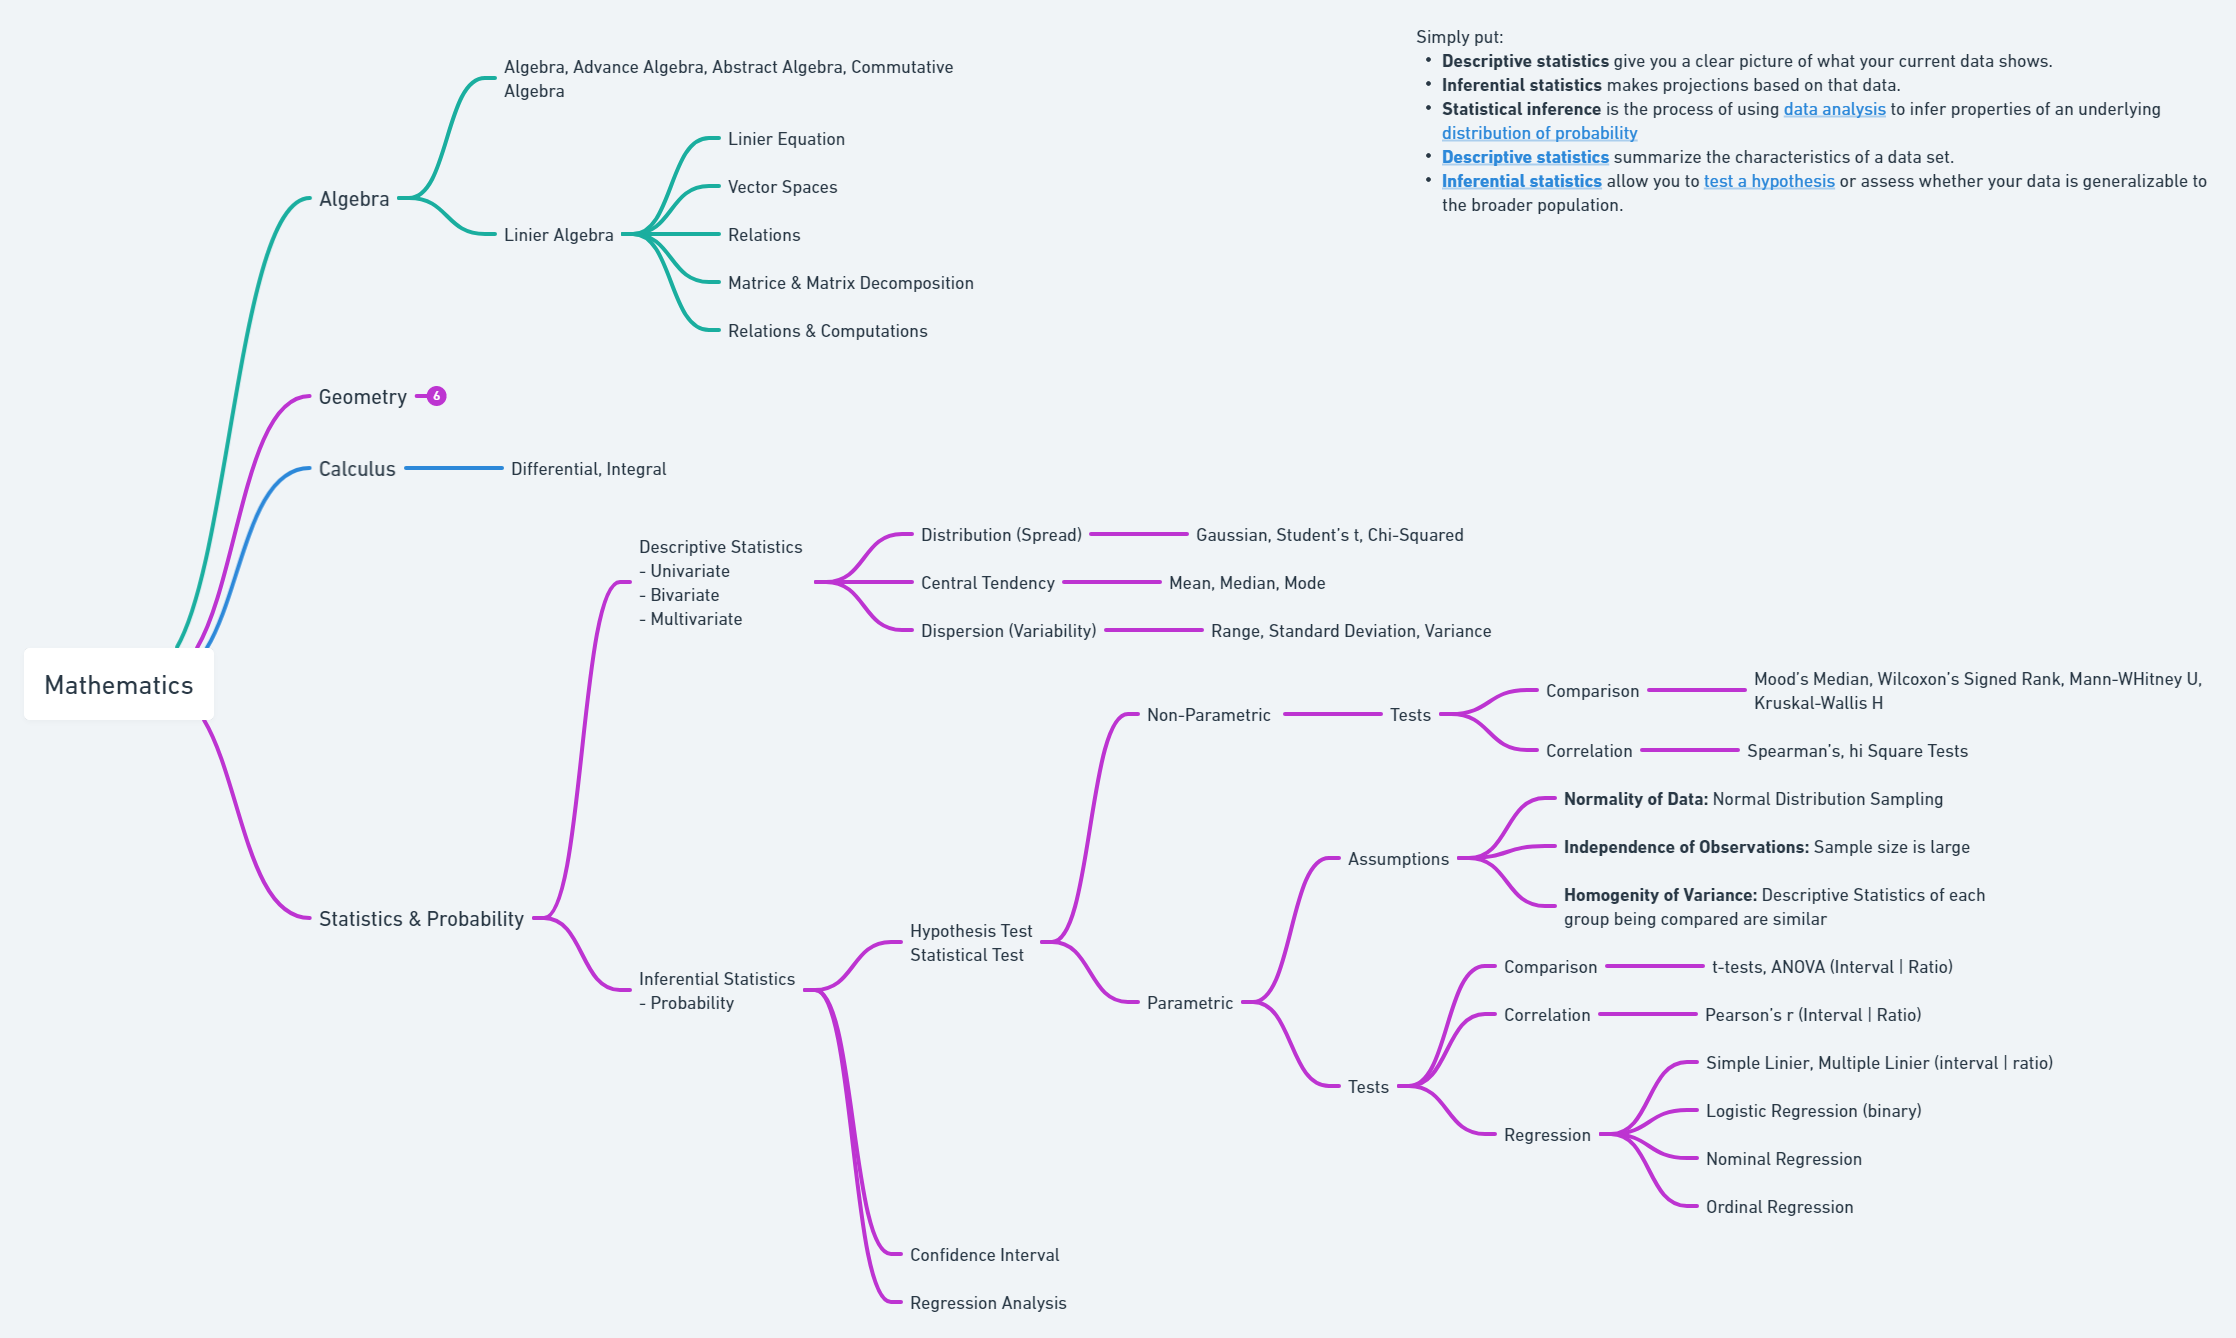 Simply put:
• Descriptive statistics give you a clear picture of what your current data shows.
• Inferential statistics makes projections based on that data.
• Statistical inference is the process of using data analysis to infer properties of an underlying
distribution of probability
• Descriptive statistics summarize the characteristics of a data set.
• Inferential statistics allow you to test a hypothesis or assess whether your data is generalizable to
the broader population.
Mathematics
Algebra
Algebra, Advance Algebra, Abstract Algebra, Commutative
Algebra
Linier Algebra
Linier Equation
Vector Spaces
Relations
Matrice & Matrix Decomposition
Relations & Computations
Geometry
6
Calculus
Differential, Integral
Statistics & Probability
Descriptive Statistics
- Univariate
- Bivariate
- Multivariate
Distribution (Spread)
Gaussian, Student's t, Chi-Squared
Central Tendency
Mean, Median, Mode
Dispersion (Variability)
Range, Standard Deviation, Variance
Inferential Statistics
- Probability
Hypothesis Test
Statistical Test
Non-Parametric
Tests
Comparison
Mood's Median, Wilcoxon's Signed Rank, Mann-WHitney U,
Kruskal-Wallis H
Correlation
Spearman's, hi Square Tests
Parametric
Assumptions
Normality of Data: Normal Distribution Sampling
Independence of Observations: Sample size is large
Homogenity of Variance: Descriptive Statistics of each
group being compared are similar
Tests
Comparison
t-tests, ANOVA (Interval | Ratio)
Correlation
Pearson's r (Interval | Ratio)
Regression
Simple Linier, Multiple Linier (interval | ratio)
Logistic Regression (binary)
Nominal Regression
Ordinal Regression
Confidence Interval
Regression Analysis